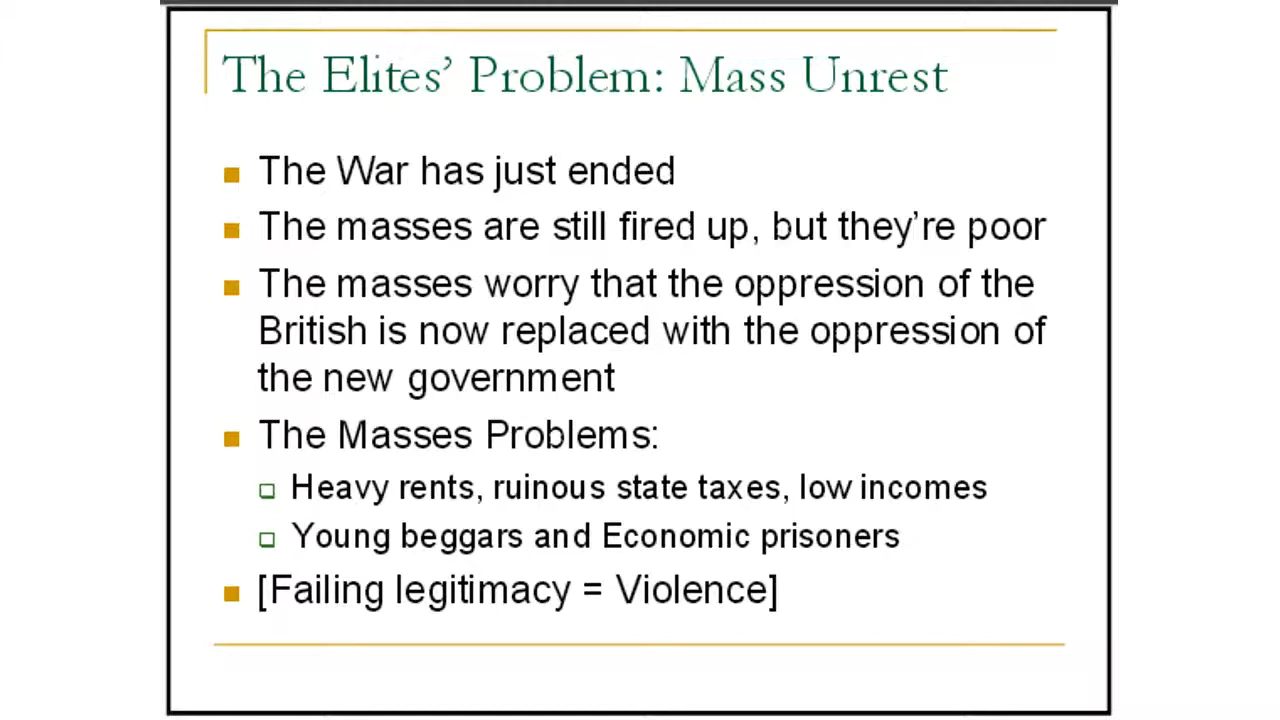 The Elites’ Problem: Mass Unrest
The War has just ended
The masses are still fired up, but they’re poor
The masses worry that the oppression of the
British is now replaced with the oppression of
the new government
The Masses Problems:
Heavy rents, ruinous state taxes, low incomes
Young beggars and Economic prisoners
[Failing legitimacy = Violence]